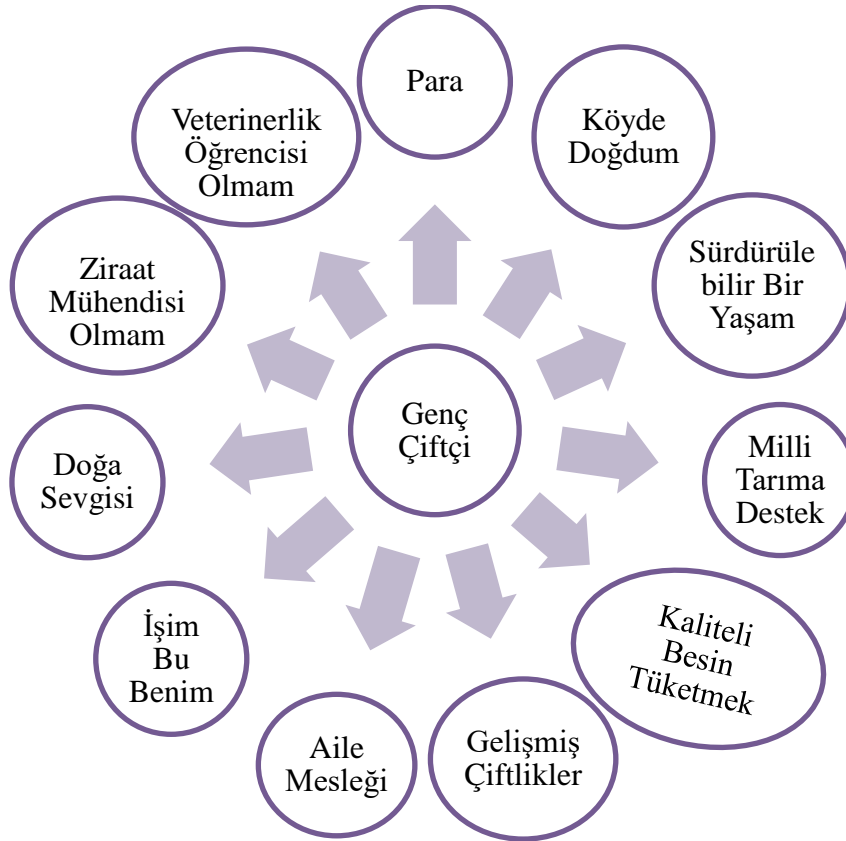 Para
Köyde
Doğdum
Sürdürüle
bilir Bir
Yaşam
Milli
Tarıma
Destek
Kaliteli
Besin
Tüketmek
Gelişmiş
Çiftlikler
Aile
Mesleği
İşim
Bu
Benim
Doğa
Sevgisi
Ziraat
Mühendisi
Olmam
Veterinerlik
Öğrencisi
Olmam
Genç
Çiftçi